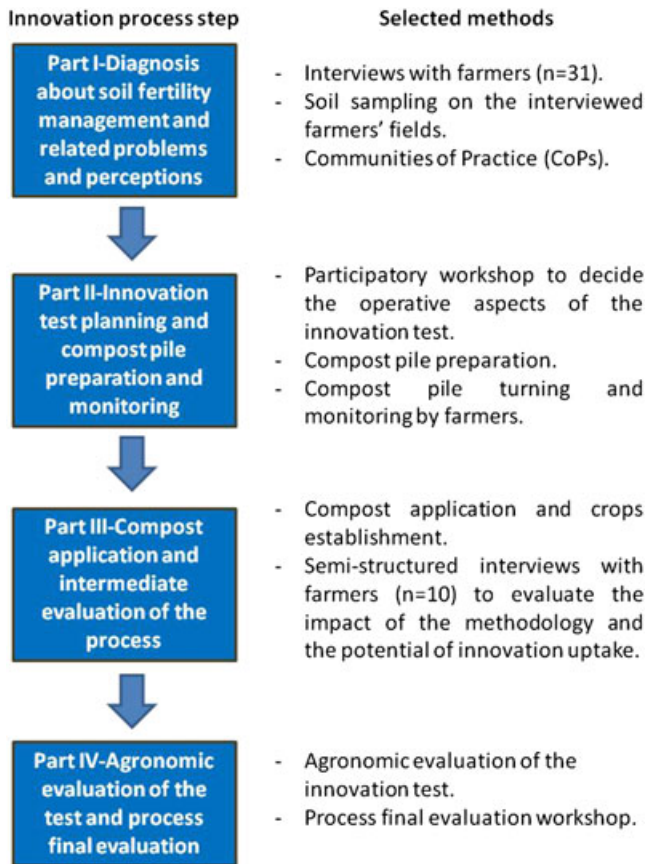 Innovation process step
Selected methods
Part I-Diagnosis
about soil fertility
management and
related problems
and perceptions
- Interviews with farmers (n=31).
- Soil sampling on the interviewed
farmers' fields.
- Communities of Practice (CoPs).
Part II-Innovation
test planning and
compost pile
preparation and
monitoring
- Participatory workshop to decide
the operative aspects of the
innovation test.
- Compost pile preparation.
- Compost pile turning and
monitoring by farmers.
Part III-Compost
application and
intermediate
evaluation of the
process
- Compost application and crops
establishment.
- Semi-structured interviews with
farmers (n=10) to evaluate the
impact of the methodology and
the potential of innovation uptake.
Part IV-Agronomic
evaluation of the
test and process
final evaluation
- Agronomic evaluation of the
innovation test.
- Process final evaluation workshop.